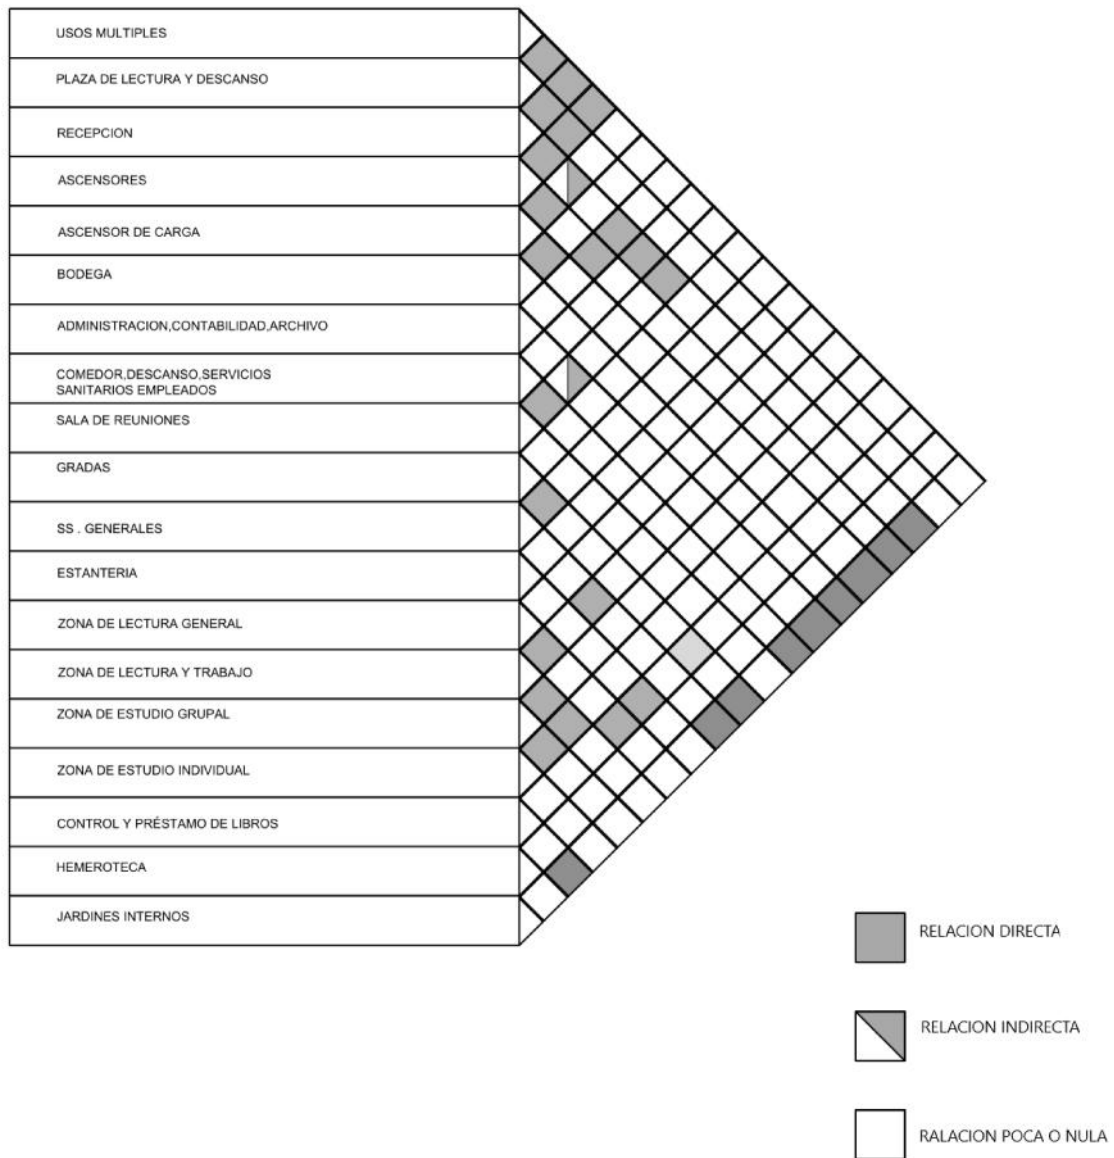 USOS MULTIPLES
PLAZA DE LECTURA Y DESCANSO
RECEPCION
ASCENSORES
ASCENSOR DE CARGA
BODEGA
ADMINISTRACION,CONTABILIDAD,ARCHIVO
COMEDOR,DESCANSO,SERVICIOS
SANITARIOS EMPLEADOS
SALA DE REUNIONES
GRADAS
SS . GENERALES
ESTANTERIA
ZONA DE LECTURA GENERAL
ZONA DE LECTURA Y TRABAJO
ZONA DE ESTUDIO GRUPAL
ZONA DE ESTUDIO INDIVIDUAL
CONTROL Y PRÉSTAMO DE LIBROS
HEMEROTECA
JARDINES INTERNOS
RELACION DIRECTA
RELACION INDIRECTA
RALACION POCA O NULA